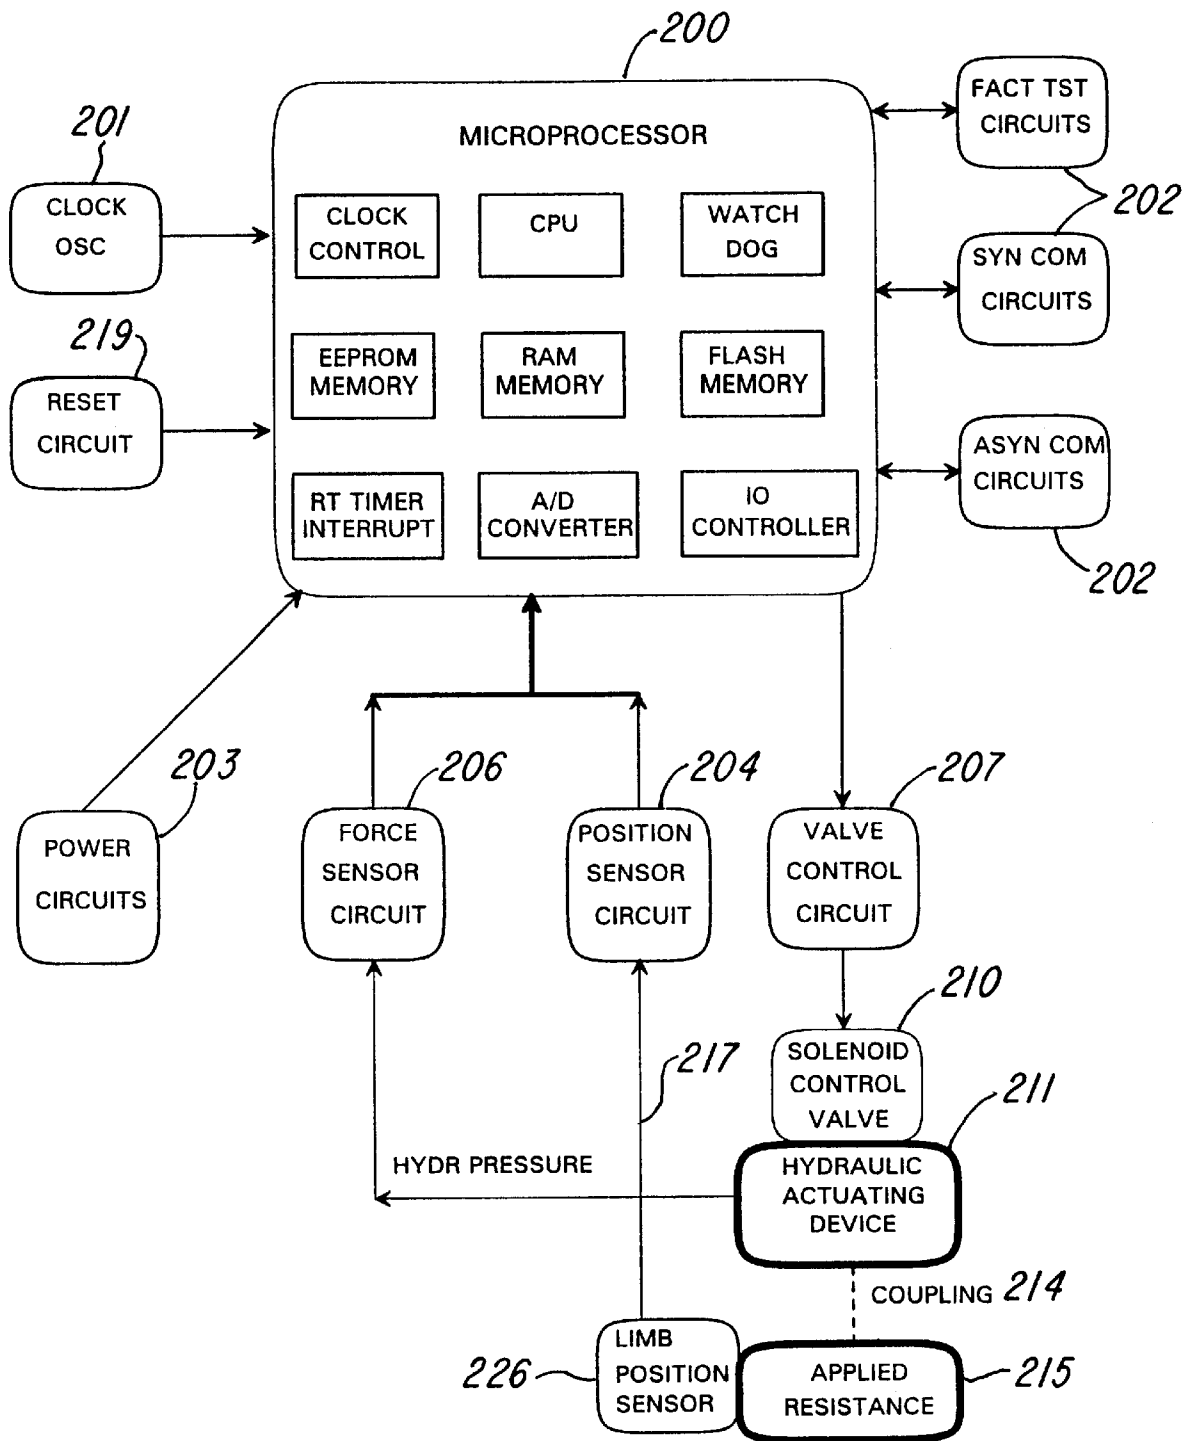 200
FACT TST
CIRCUITS
201
MICROPROCESSOR
CLOCK
OSC
CLOCK
CONTROL
CPU
WATCH
DOG
202
SYN COM
CIRCUITS
219
EEPROM
MEMORY
RAM
MEMORY
FLASH
MEMORY
RESET
CIRCUIT
ASYN COM
CIRCUITS
RT TIMER
INTERRUPT
A/D
CONVERTER
IO
CONTROLLER
202
203
206
204
207
POWER
CIRCUITS
FORCE
SENSOR
CIRCUIT
POSITION
SENSOR
CIRCUIT
VALVE
CONTROL
CIRCUIT
210
217
SOLENOID
CONTROL
VALVE
211
HYDR PRESSURE
HYDRAULIC
ACTUATING
DEVICE
COUPLING 214
LIMB
POSITION
SENSOR
226
APPLIED
RESISTANCE
215